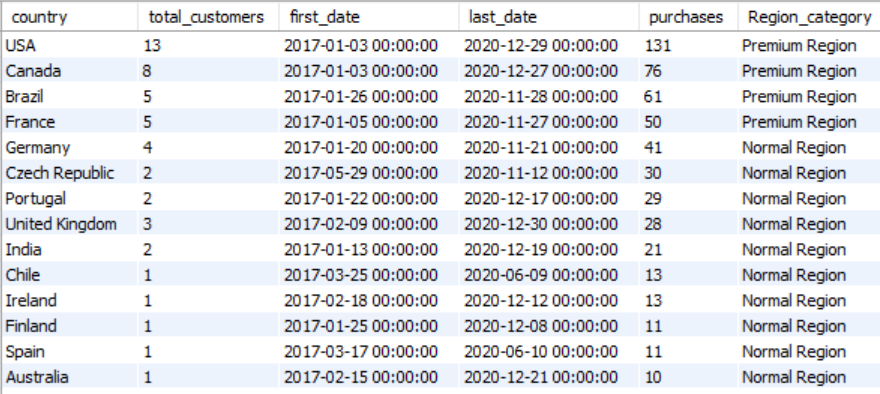 country total_customers first_date last_date purchases Region_category
USA 13 2017-01-03 00:00:00 2020-12-29 00:00:00 131 Premium Region
Canada 8 2017-01-03 00:00:00 2020-12-27 00:00:00 76 Premium Region
Brazil 5 2017-01-26 00:00:00 2020-11-28 00:00:00 61 Premium Region
France 5 2017-01-05 00:00:00 2020-11-27 00:00:00 50 Premium Region
Germany 4 2017-01-20 00:00:00 2020-11-21 00:00:00 41 Normal Region
Czech Republic 2 2017-05-29 00:00:00 2020-11-12 00:00:00 30 Normal Region
Portugal 2 2017-01-22 00:00:00 2020-12-17 00:00:00 29 Normal Region
United Kingdom 3 2017-02-09 00:00:00 2020-12-30 00:00:00 28 Normal Region
India 2 2017-01-13 00:00:00 2020-12-19 00:00:00 21 Normal Region
Chile 1 2017-03-25 00:00:00 2020-06-09 00:00:00 13 Normal Region
Ireland 1 2017-02-18 00:00:00 2020-12-12 00:00:00 13 Normal Region
Finland 1 2017-01-25 00:00:00 2020-12-08 00:00:00 11 Normal Region
Spain 1 2017-03-17 00:00:00 2020-06-10 00:00:00 11 Normal Region
Australia 1 2017-02-15 00:00:00 2020-12-21 00:00:00 10 Normal Region